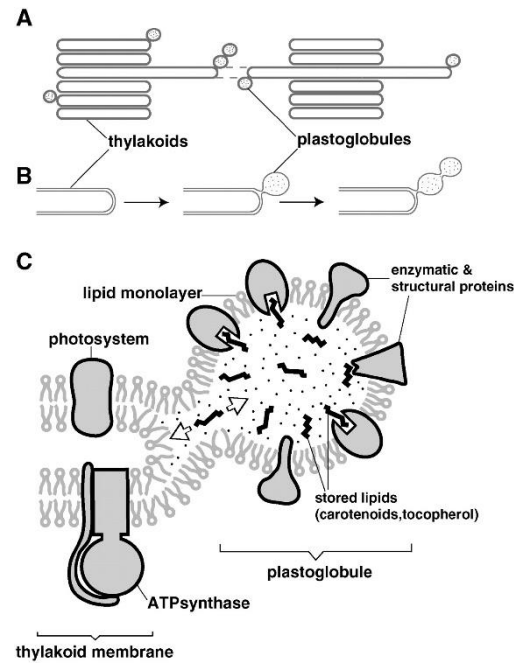 A
thylakoids
plastoglobules
B
C
enzymatic &
structural proteins
lipid monolayer
photosystem
stored lipids
(carotenoids,tocopherol)
plastoglobule
ATPsynthase
thylakoid membrane